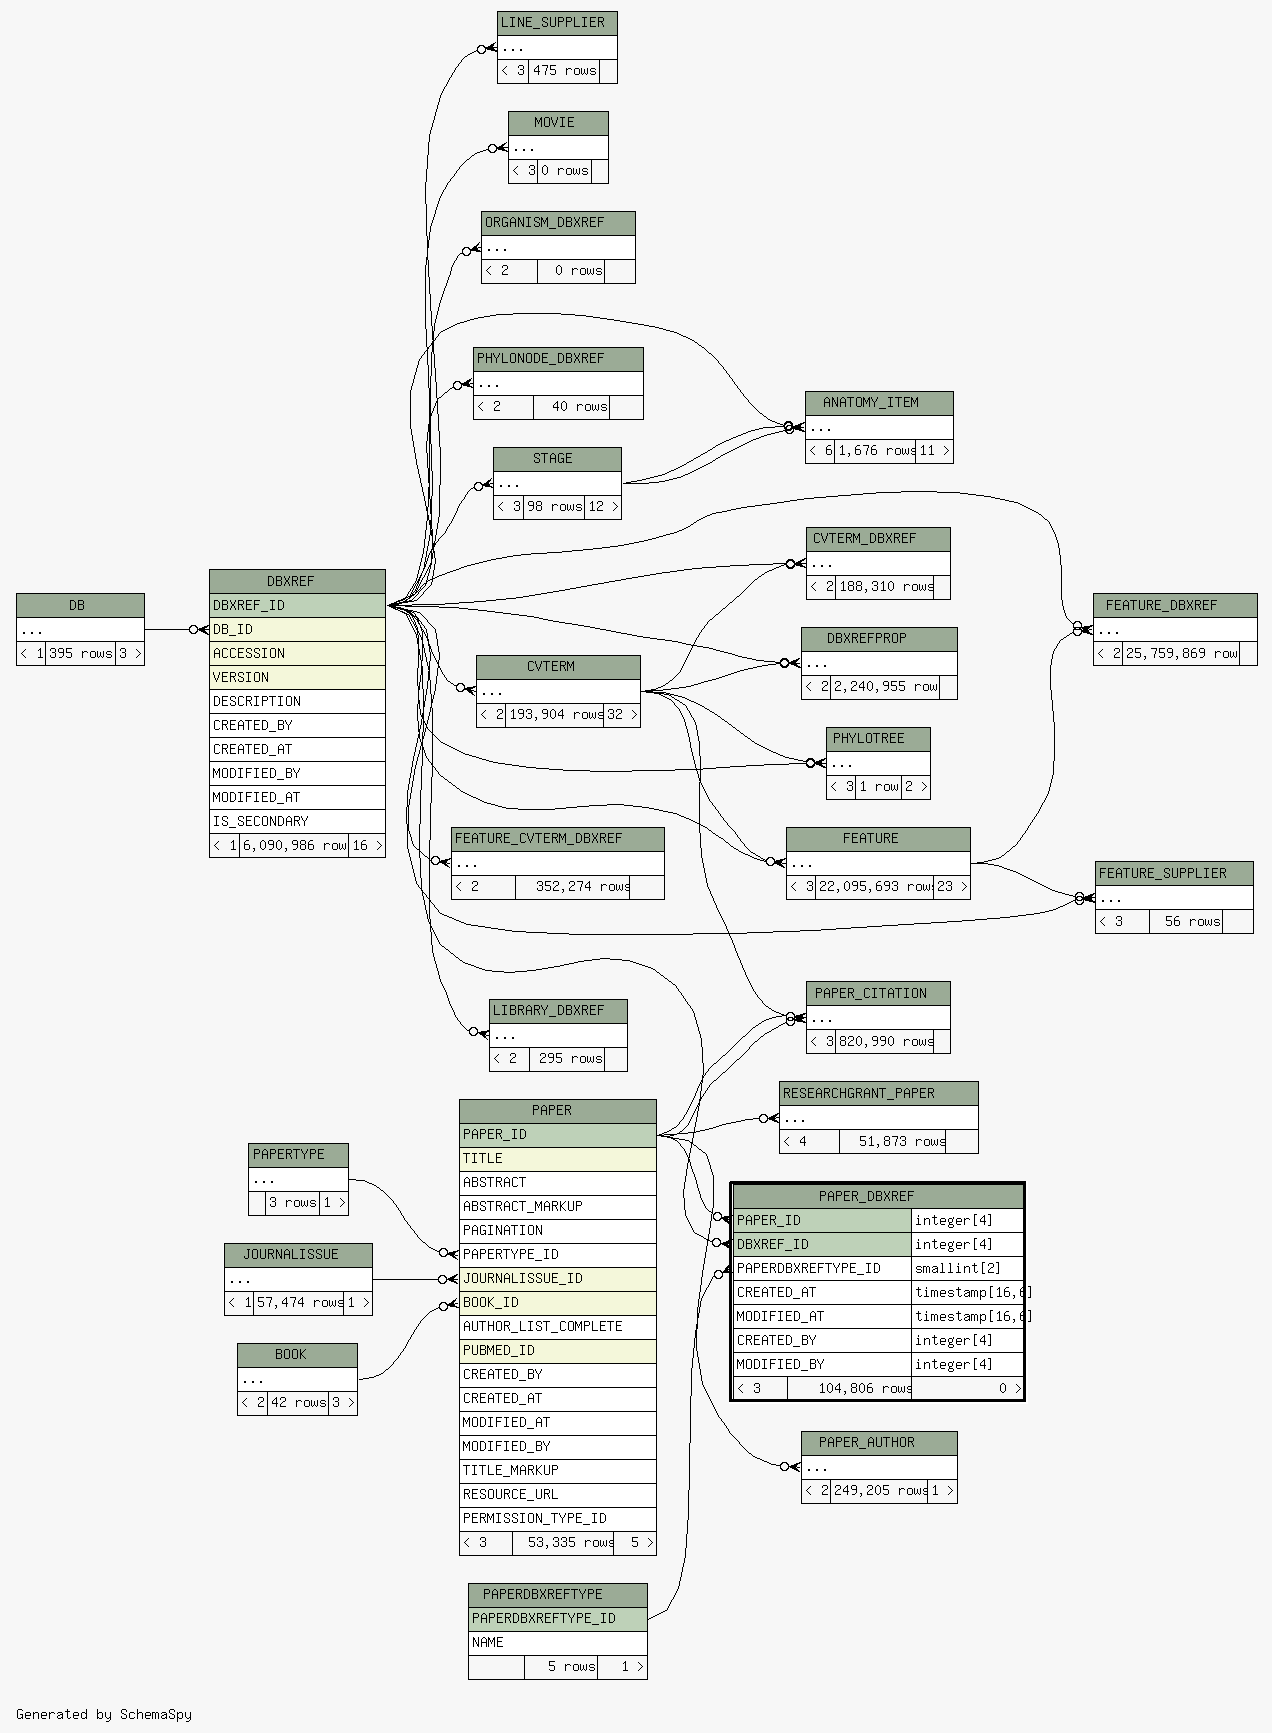 LINE_SUPPLIER
...
< 3 475 rows
MOVIE
...
< 3 0 rows
ORGANISM_DBXREF
...
< 2 0 rows
PHYLONODE_DBXREF
...
< 2 40 rows
ANATOMY_ITEM
...
< 6 1,676 rows 11 >
STAGE
...
< 3 98 rows 12 >
CVTERM_DBXREF
...
< 2 188,310 rows
DB
...
< 1 395 rows 3 >
DBXREF
DBXREF_ID
DB_ID
ACCESSION
VERSION
DESCRIPTION
CREATED_BY
CREATED_AT
MODIFIED_BY
MODIFIED_AT
IS_SECONDARY
< 1 6,090,986 row 16 >
FEATURE_DBXREF
...
< 2 25,759,869 row
DBXREFPROP
...
< 2 2,240,955 row
CVTERM
...
< 2 193,904 rows 32 >
PHYLOTREE
...
< 3 1 row 2 >
FEATURE_CVTERM_DBXREF
...
< 2 352,274 rows
FEATURE
...
< 3 22,095,693 rows 23 >
FEATURE_SUPPLIER
...
< 3 56 rows
PAPER_CITATION
...
< 3 820,990 rows
LIBRARY_DBXREF
...
< 2 295 rows
RESEARCHGRANT_PAPER
...
< 4 51,873 rows
PAPER
PAPER_ID
TITLE
ABSTRACT
ABSTRACT_MARKUP
PAGINATION
PAPERTYPE_ID
JOURNALISSUE_ID
BOOK_ID
AUTHOR_LIST_COMPLETE
PUBMED_ID
CREATED_BY
CREATED_AT
MODIFIED_AT
MODIFIED_BY
TITLE_MARKUP
RESOURCE_URL
PERMISSION_TYPE_ID
< 3 53,335 rows 5 >
PAPERTYPE
...
3 rows 1 >
JOURNALISSUE
...
< 1 57,474 rows 1 >
BOOK
...
< 2 42 rows 3 >
PAPER_DBXREF
PAPER_ID integer[4]
DBXREF_ID integer[4]
PAPERDBXREFTYPE_ID smallint[2]
CREATED_AT timestamp[16,6]
MODIFIED_AT timestamp[16,6]
CREATED_BY integer[4]
MODIFIED_BY integer[4]
< 3 104,806 rows 0 >
PAPER_AUTHOR
...
< 2 249,205 rows 1 >
PAPERDBXREFTYPE
PAPERDBXREFTYPE_ID
NAME
5 rows 1 >
Generated by SchemaSpy